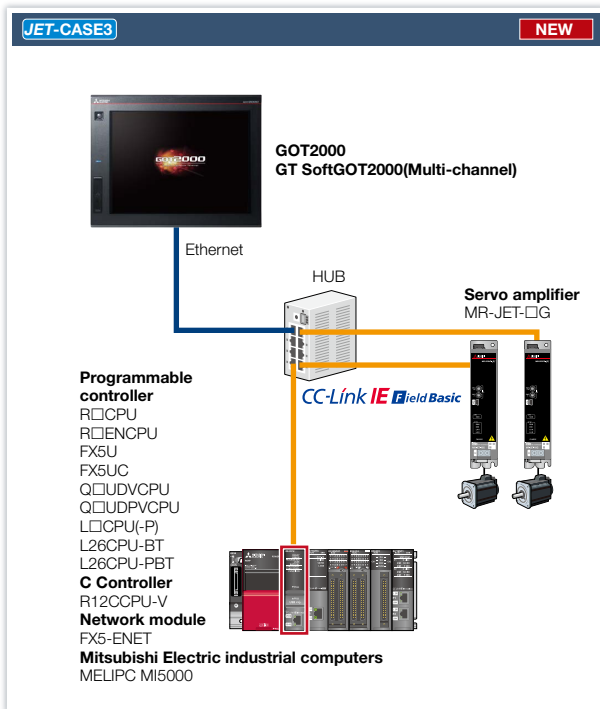 JET-CASE3
NEW
GOT2000
GOT2000
GT SoftGOT2000(Multi-channel)
Ethernet
HUB
Servo amplifier
MR-JET-□G
CC-Link IE Field Basic
Programmable
controller
R□CPU
R□ENCPU
FX5U
FX5UC
Q□UDVCPU
Q□UDPVCPU
L□CPU(-P)
L26CPU-BT
L26CPU-PBT
C Controller
R12CCPU-V
Network module
FX5-ENET
Mitsubishi Electric industrial computers
MELIPC MI5000